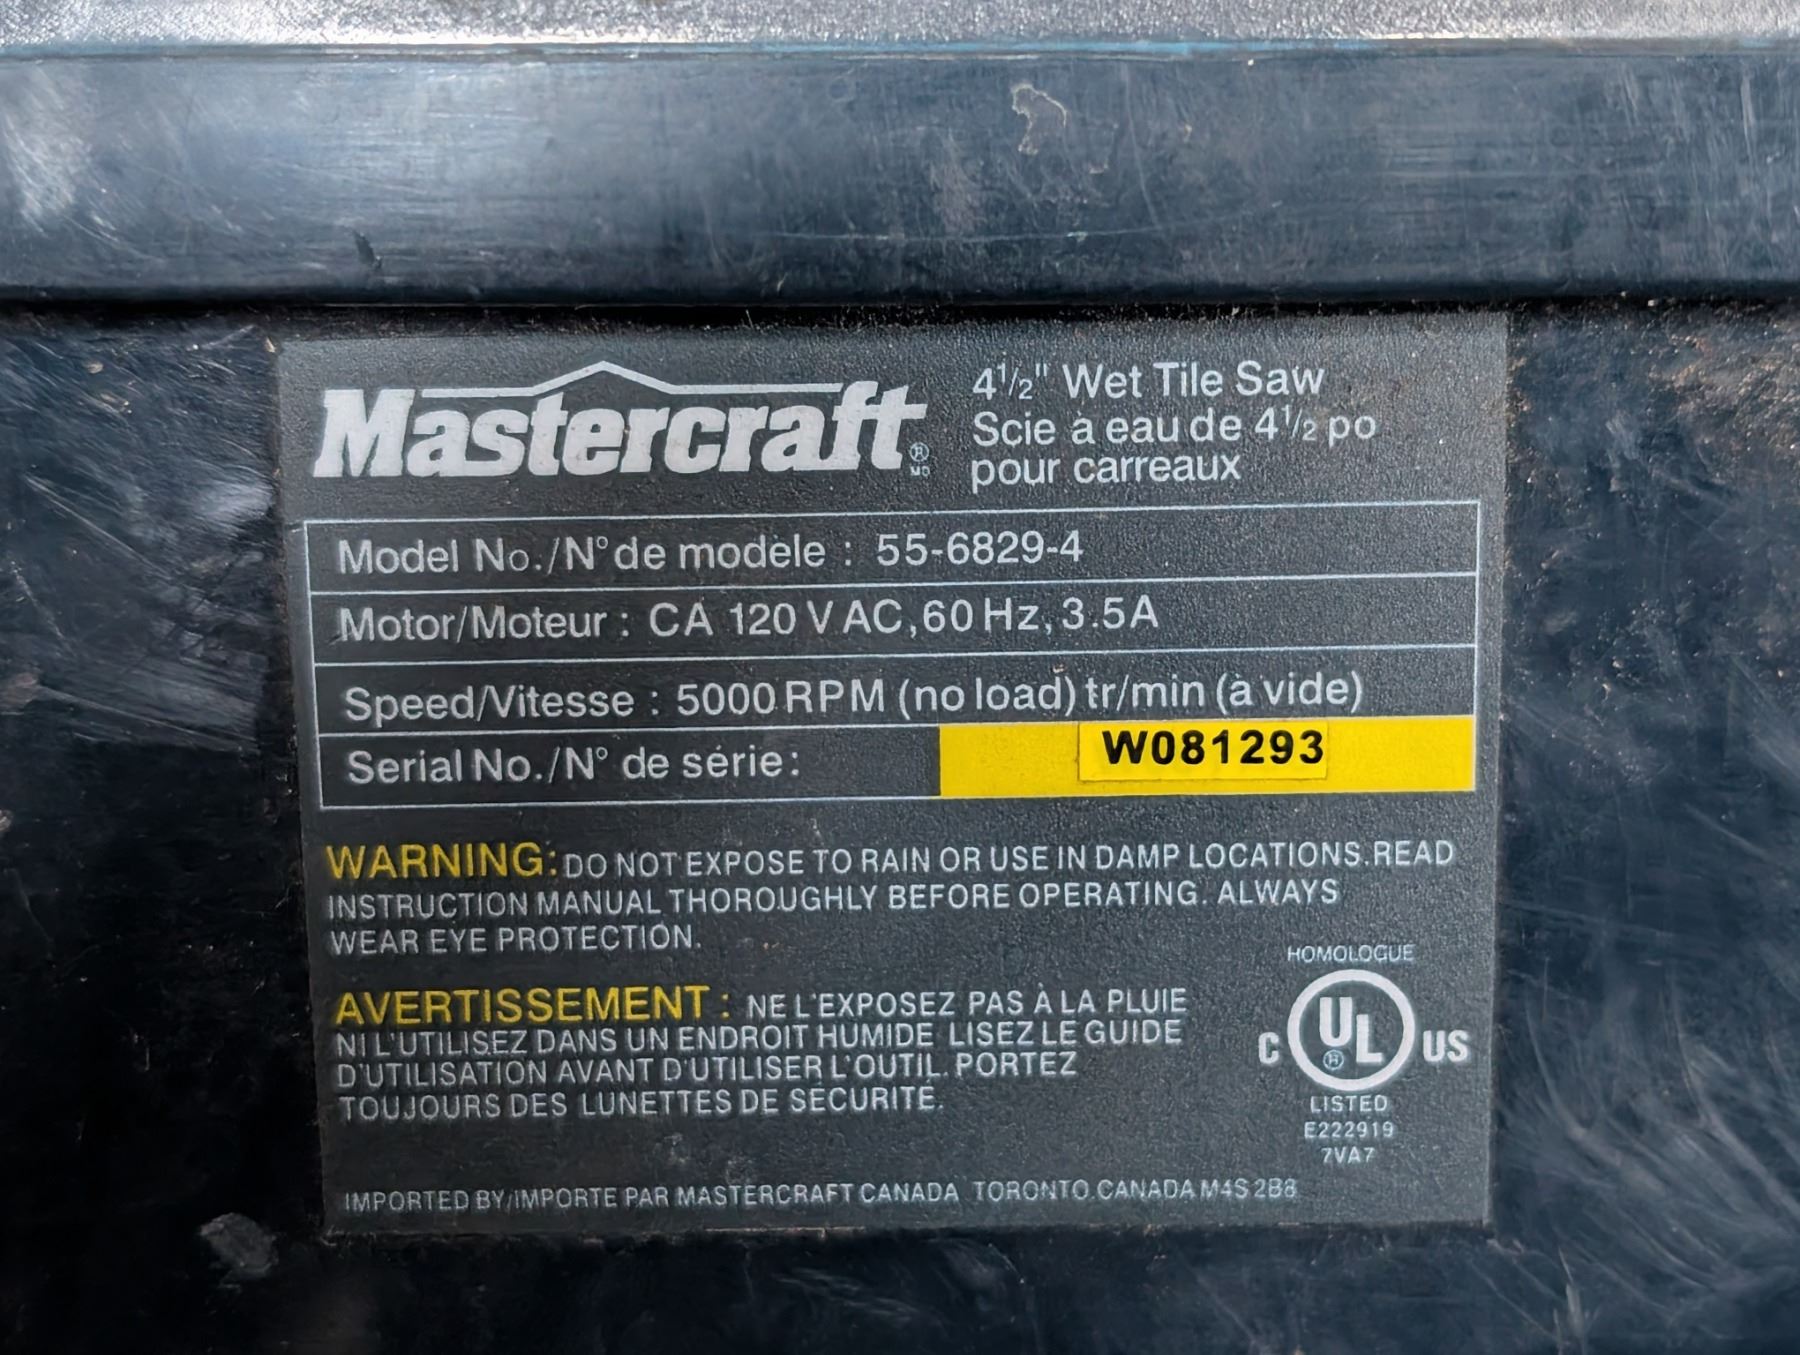 Mastercraft ® MD
4 1/2" Wet Tile Saw
Scie à eau de 4 1/2 po
pour carreaux
Model No./N° de modèle : 55-6829-4
Motor/Moteur : CA 120 V AC, 60 Hz, 3.5A
Speed/Vitesse : 5000 RPM (no load) tr/min (à vide)
Serial No./N° de série: W081293
WARNING: DO NOT EXPOSE TO RAIN OR USE IN DAMP LOCATIONS. READ
INSTRUCTION MANUAL THOROUGHLY BEFORE OPERATING. ALWAYS
WEAR EYE PROTECTION.
AVERTISSEMENT : NE L'EXPOSEZ PAS À LA PLUIE
NI L'UTILISEZ DANS UN ENDROIT HUMIDE LISEZ LE GUIDE
D'UTILISATION AVANT D'UTILISER L'OUTIL. PORTEZ
TOUJOURS DES LUNETTES DE SÉCURITÉ.
HOMOLOGUE
C UL ® US
LISTED
E222919
7VA7
IMPORTED BY/IMPORTE PAR MASTERCRAFT CANADA TORONTO, CANADA M4S 2B8